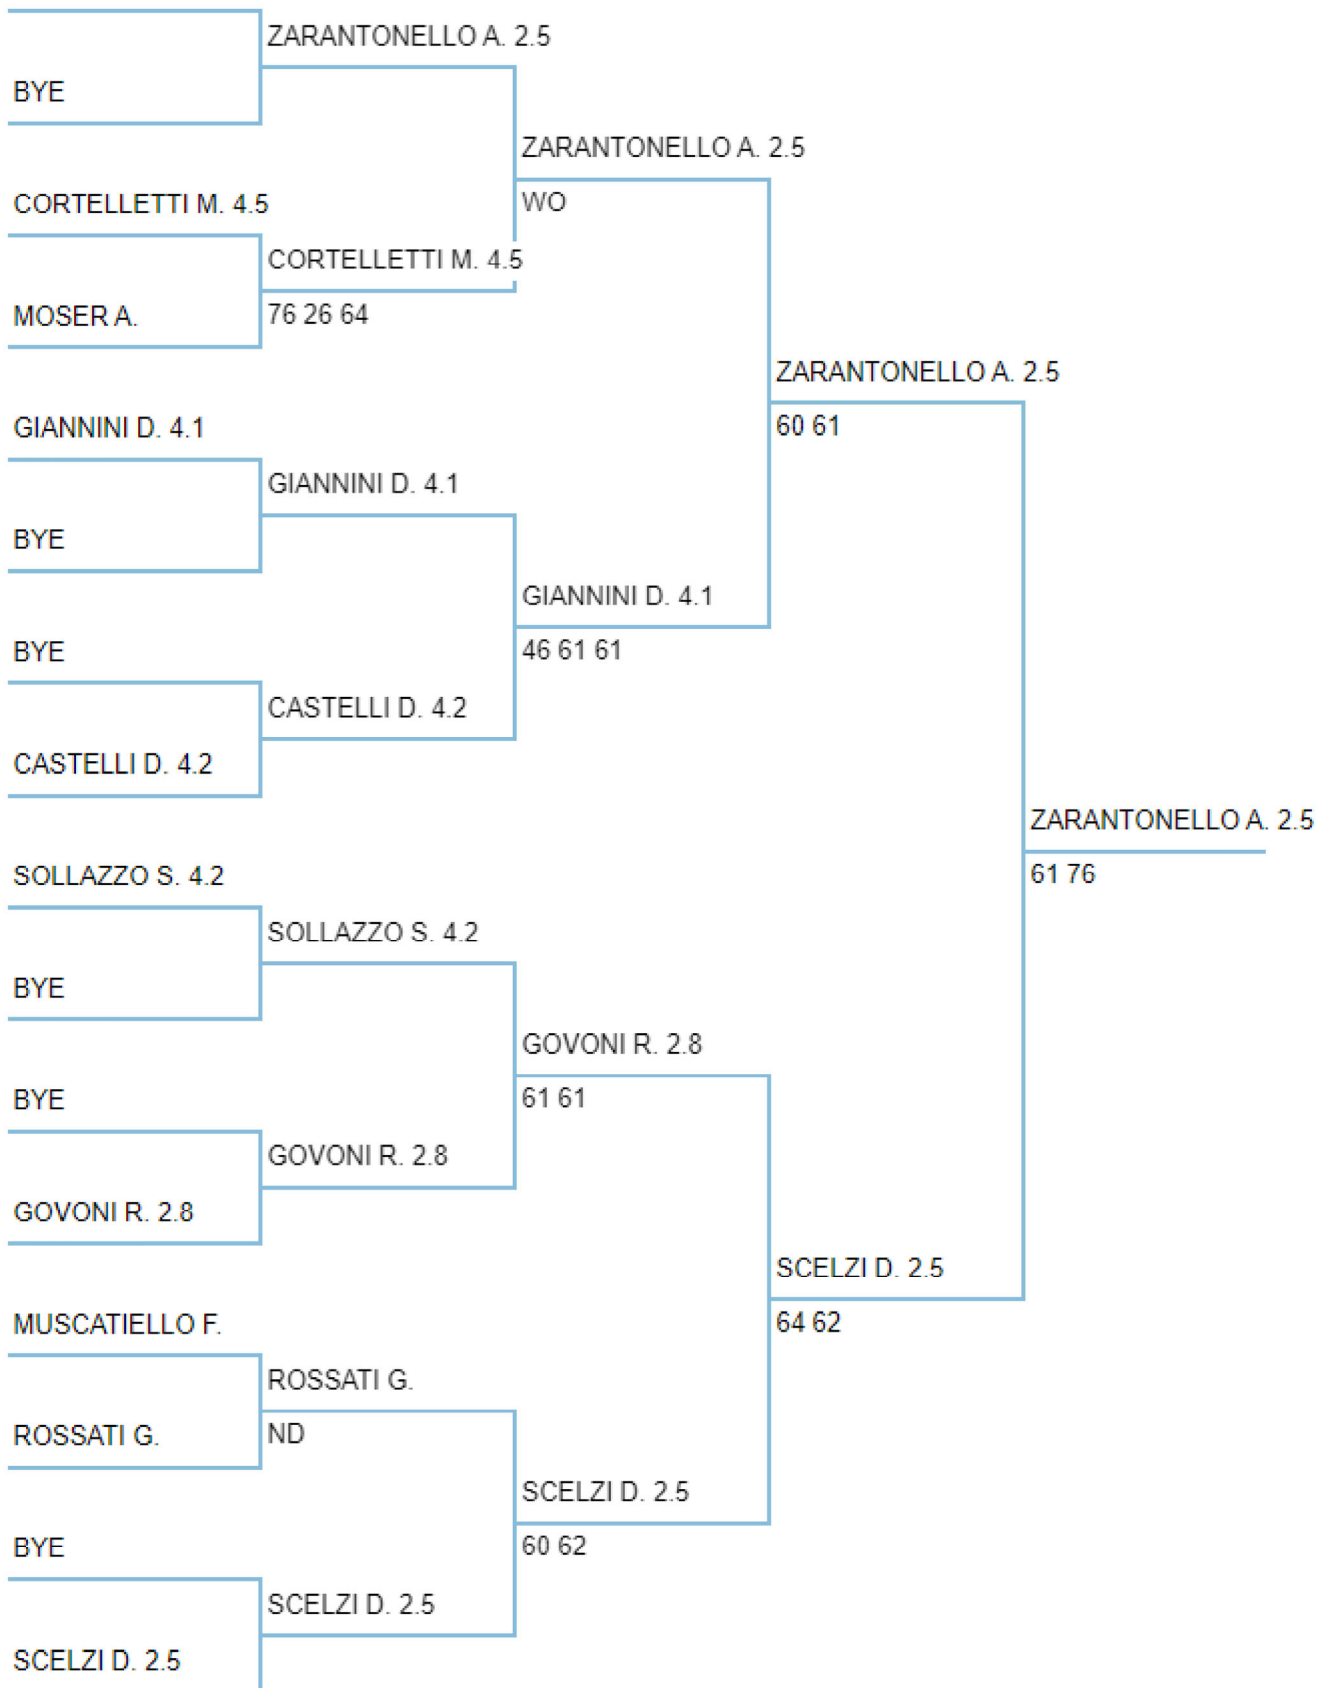 ZARANTONELLO A. 2.5
BYE
ZARANTONELLO A. 2.5
CORTELLETTI M. 4.5
WO
CORTELLETTI M. 4.5
MOSER A.
76 26 64
ZARANTONELLO A. 2.5
GIANNINI D. 4.1
60 61
GIANNINI D. 4.1
BYE
GIANNINI D. 4.1
BYE
46 61 61
CASTELLI D. 4.2
CASTELLI D. 4.2
ZARANTONELLO A. 2.5
SOLLAZZO S. 4.2
61 76
SOLLAZZO S. 4.2
BYE
GOVONI R. 2.8
BYE
61 61
GOVONI R. 2.8
GOVONI R. 2.8
SCELZI D. 2.5
MUSCATIELLO F.
64 62
ROSSATI G.
ROSSATI G.
ND
SCELZI D. 2.5
BYE
60 62
SCELZI D. 2.5
SCELZI D. 2.5